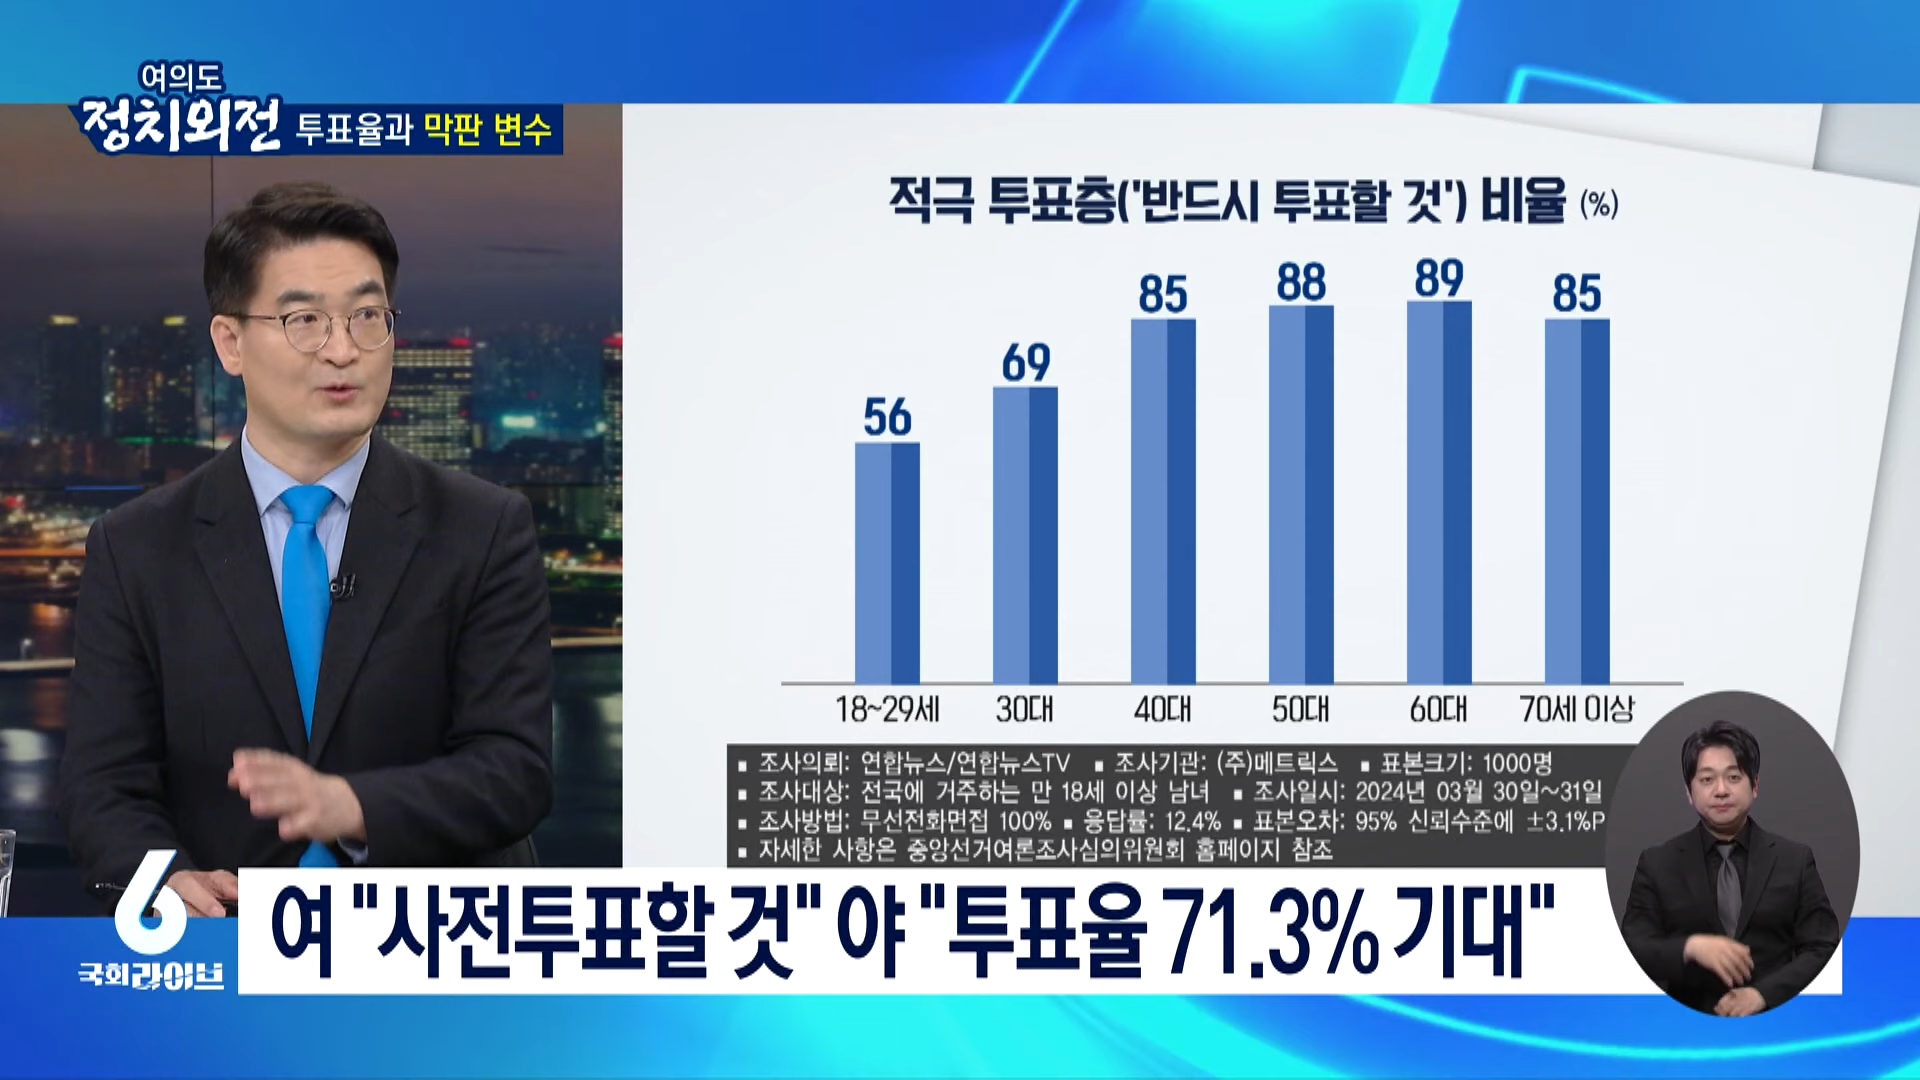 여의도
정치외전 투표율과 막판 변수
적극 투표층('반드시 투표할 것') 비율 (%)
56 69 85 88 89 85
18~29세 30대 40대 50대 60대 70세 이상
▪ 조사의뢰: 연합뉴스/연합뉴스TV ▪ 조사기관: (주)메트릭스 ▪ 표본크기: 1000명
▪ 조사대상: 전국에 거주하는 만 18세 이상 남녀 ▪ 조사일시: 2024년 03월 30일~31일
▪ 조사방법: 무선전화면접 100% ▪ 응답률: 12.4% ▪ 표본오차: 95% 신뢰수준에 ±3.1%P
▪ 자세한 사항은 중앙선거여론조사심의위원회 홈페이지 참조
6
국회라이브
여 "사전투표할 것" 야 "투표율 71.3% 기대"